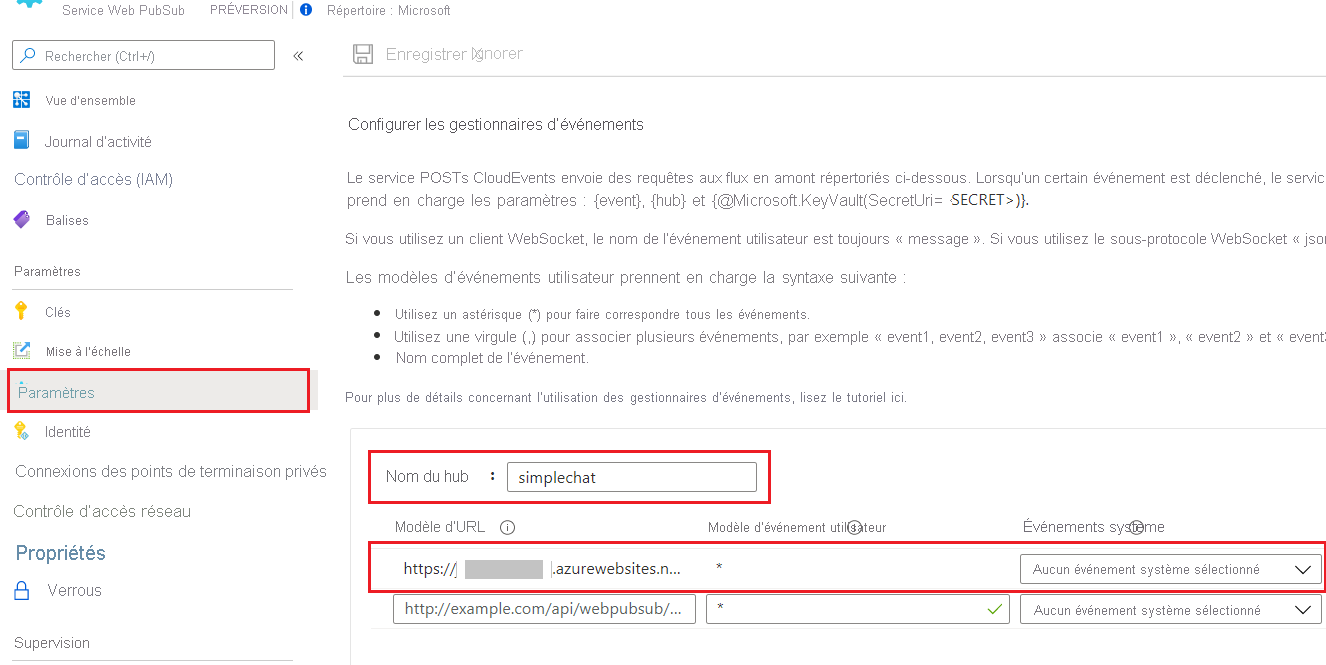 Service Web PubSub PRÉVERSION Répertoire : Microsoft
Rechercher (Ctrl+/)
«
Enregistrer Ignorer
Vue d'ensemble
Journal d'activité
Contrôle d'accès (IAM)
Balises
Paramètres
Clés
Mise à l'échelle
Paramètres
Identité
Connexions des points de terminaison privés
Contrôle d'accès réseau
Propriétés
Verrous
Supervision
Configurer les gestionnaires d'événements
Le service POSTs CloudEvents envoie des requêtes aux flux en amont répertoriés ci-dessous. Lorsqu'un certain événement est déclenché, le servic
prend en charge les paramètres : {event}, {hub} et {@Microsoft.KeyVault(SecretUri= SECRET>)}.
Si vous utilisez un client WebSocket, le nom de l'événement utilisateur est toujours « message ». Si vous utilisez le sous-protocole WebSocket « jso
Les modèles d'événements utilisateur prennent en charge la syntaxe suivante :
• Utilisez un astérisque (*) pour faire correspondre tous les événements.
• Utilisez une virgule (,) pour associer plusieurs événements, par exemple « event1, event2, event3 » associe « event1 », « event2 » et « event3
• Nom complet de l'événement.
Pour plus de détails concernant l'utilisation des gestionnaires d'événements, lisez le tutoriel ici.
Nom du hub : simplechat
Modèle d'URL Modèle d'événement utilisateur Événements système
https:// .azurewebsites.n... * Aucun événement système sélectionné
http://example.com/api/webpubsub/... * Aucun événement système sélectionné